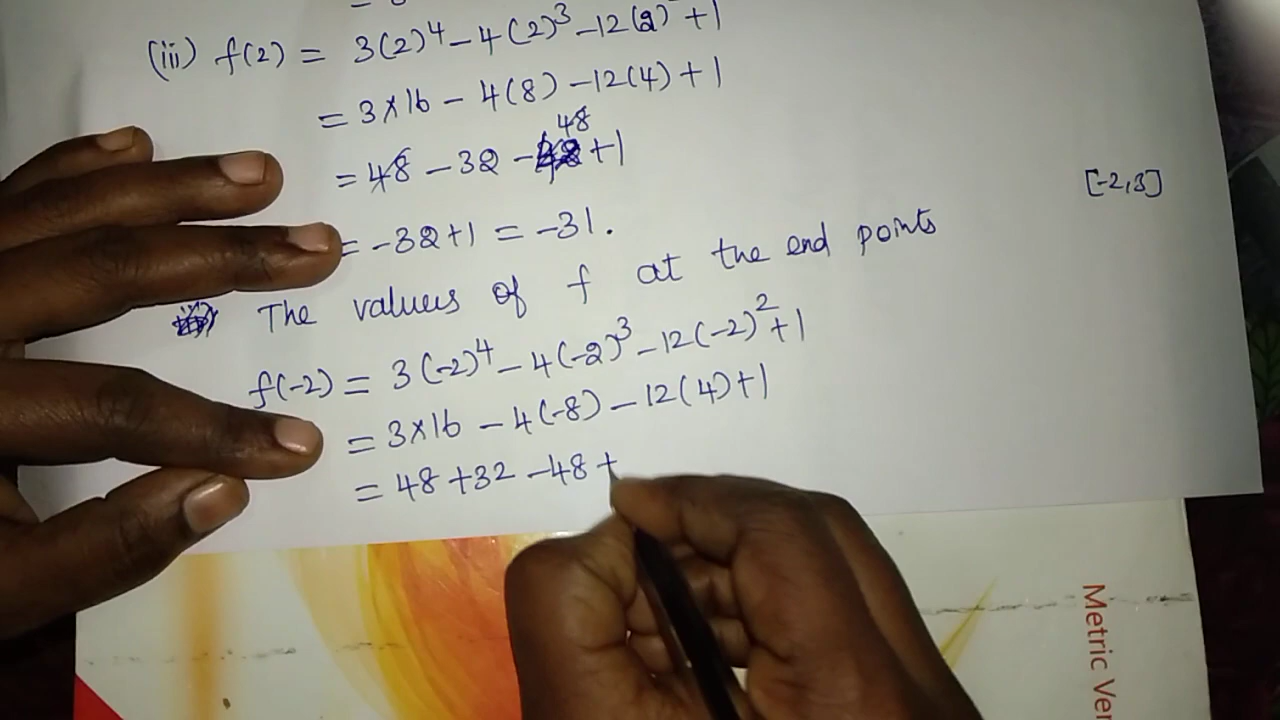 (iii) f(2) = 3(2)⁴ - 4(2)³ - 12(2) + 1
= 3×16 - 4(8) - 12(4) + 1
48
= 48 - 32 - + 1
= -32+1 = -31.
[-2,3]
The values of f at the end points
f(-2) = 3(-2)⁴ - 4(-2)³ - 12(-2)² + 1
= 3×16 - 4(-8) - 12(4)+1
= 48 +32 -48 +
Metric Ver